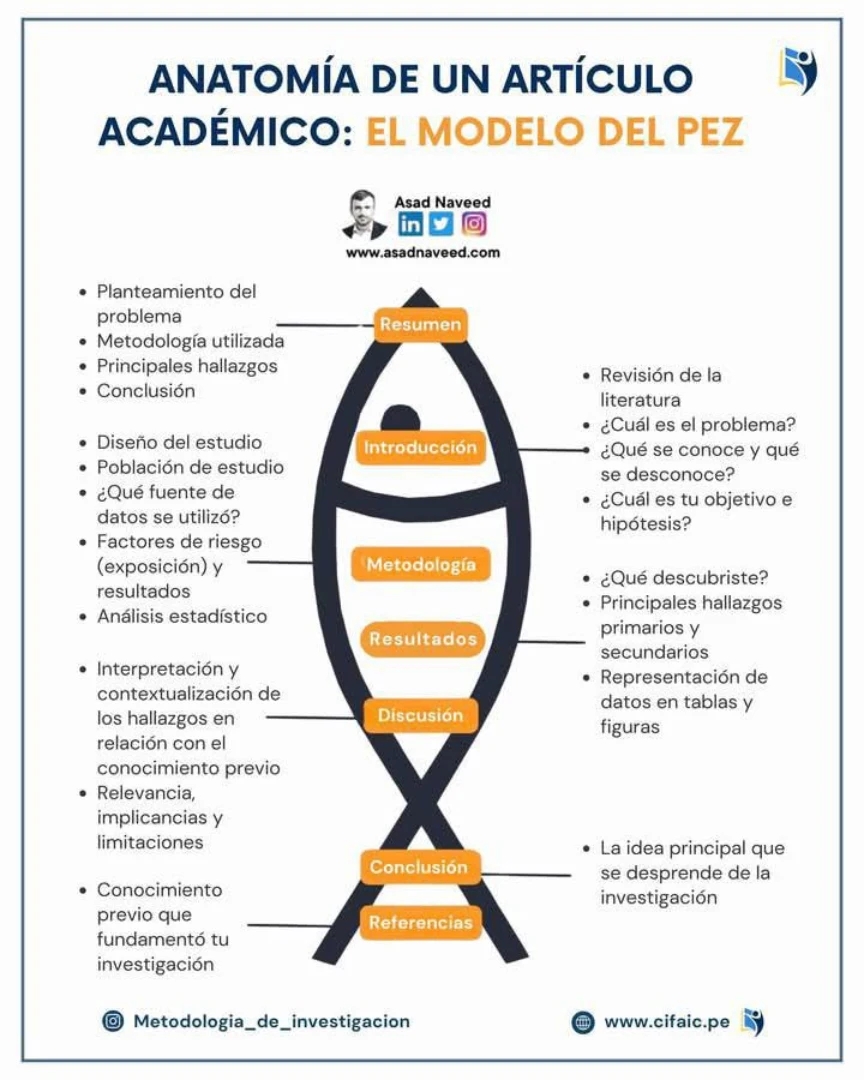 ANATOMÍA DE UN ARTÍCULO
ACADÉMICO: EL MODELO DEL PEZ
Asad Naveed
in
www.asadnaveed.com
Resumen
• Planteamiento del
problema
• Metodología utilizada
• Principales hallazgos
• Conclusión
Introducción
• Revisión de la
literatura
• ¿Cuál es el problema?
• ¿Qué se conoce y qué
se desconoce?
• ¿Cuál es tu objetivo e
hipótesis?
Metodología
• Diseño del estudio
• Población de estudio
• ¿Qué fuente de
datos se utilizó?
• Factores de riesgo
(exposición) y
resultados
• Análisis estadístico
Resultados
• ¿Qué descubriste?
• Principales hallazgos
primarios y
secundarios
• Representación de
datos en tablas y
figuras
Discusión
• Interpretación y
contextualización de
los hallazgos en
relación con el
conocimiento previo
• Relevancia,
implicancias y
limitaciones
Conclusión
• La idea principal que
se desprende de la
investigación
Referencias
• Conocimiento
previo que
fundamentó tu
investigación
Metodologia_de_investigacion
www.cifaic.pe